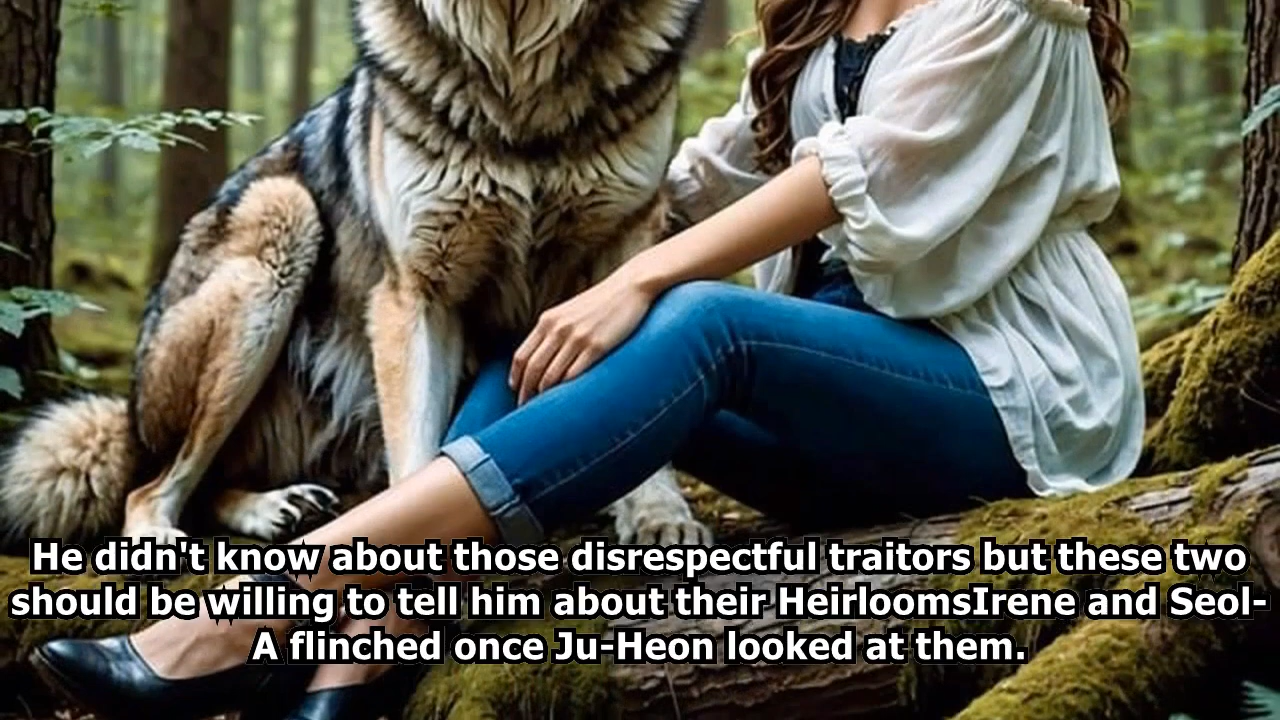 He didn't know about those disrespectful traitors but these two
should be willing to tell him about their HeirloomsIrene and Seol-
A flinched once Ju-Heon looked at them.